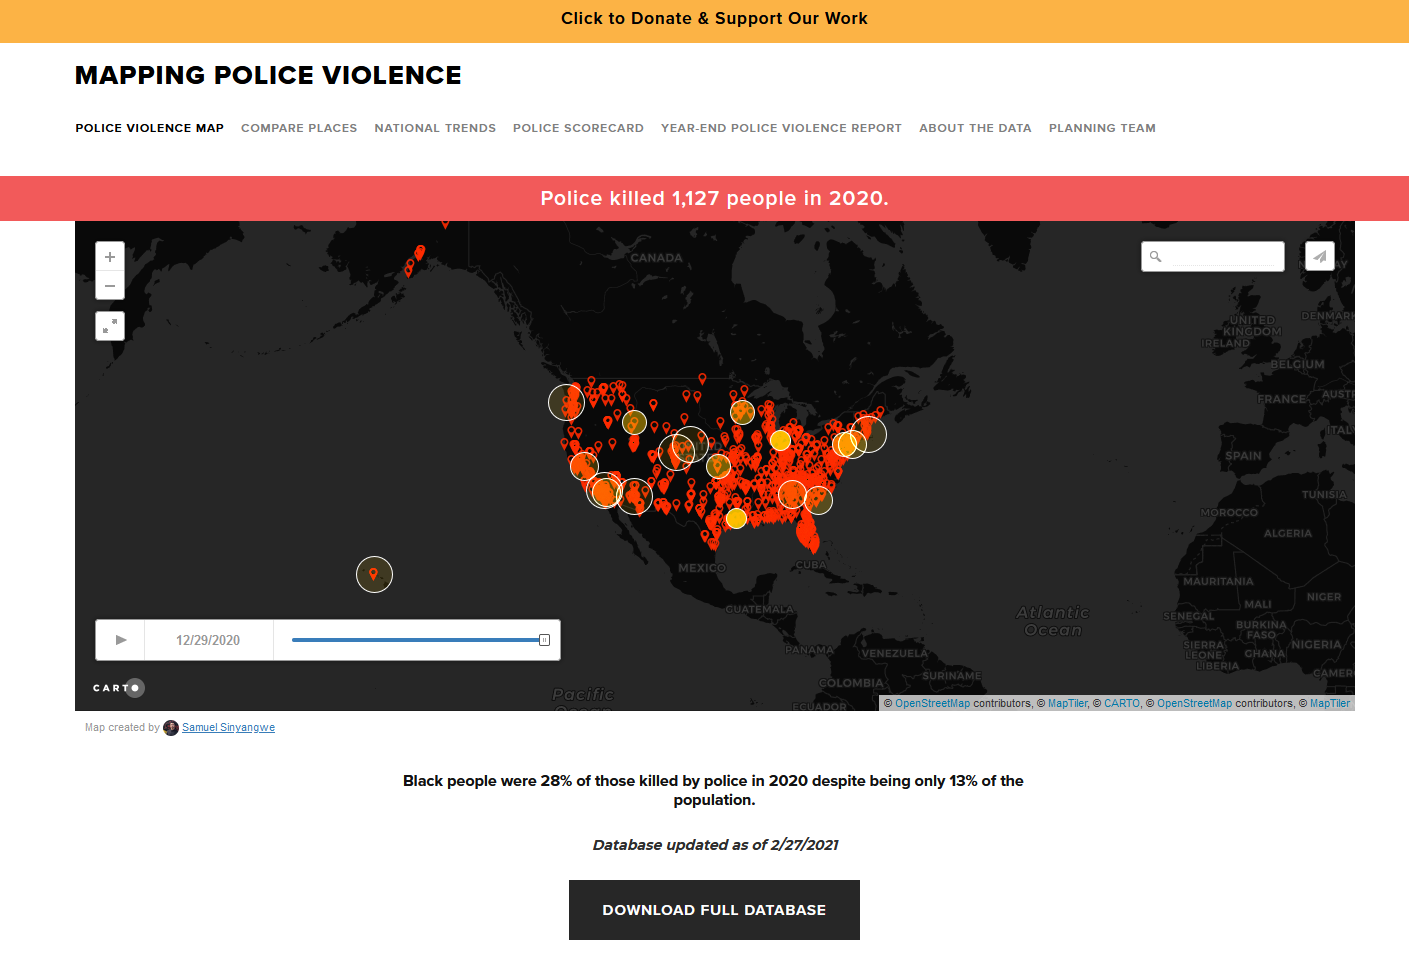 Click to Donate & Support Our Work
MAPPING POLICE VIOLENCE
POLICE VIOLENCE MAP COMPARE PLACES NATIONAL TRENDS POLICE SCORECARD YEAR-END POLICE VIOLENCE REPORT ABOUT THE DATA PLANNING TEAM
Police killed 1,127 people in 2020.
+
−
CANADA
UNITED
KINGDOM
DENMARK
IRELAND
BELGIUM
FRANCE
AUST
ITAL
SPAIN
TUNISIA
MOROCCO
ALGERIA
MEXICO
CUBA
MAURITANIA
MALI
NIGER
GUATEMALA
Atlantic
Ocean
SENEGAL
BURKINA
FASO
SIERRA
LEONE
GHANA
NIGERIA
LIBERIA
CAMER
PANAMA
VENEZUELA
SURINAME
COLOMBIA
ECUADOR
12/29/2020
CARTO
Pacific
Ocean
© OpenStreetMap contributors, © MapTiler, © CARTO, © OpenStreetMap contributors, © MapTiler
Map created by Samuel Sinyangwe
Black people were 28% of those killed by police in 2020 despite being only 13% of the
population.
Database updated as of 2/27/2021
DOWNLOAD FULL DATABASE